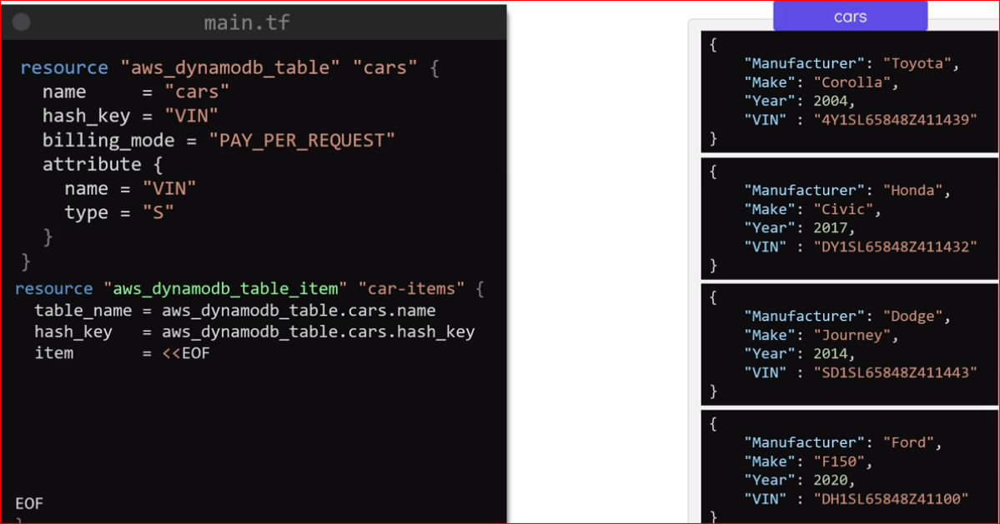 main.tf
resource "aws_dynamodb_table" "cars" {
name = "cars"
hash_key = "VIN"
billing_mode = "PAY_PER_REQUEST"
attribute {
name = "VIN"
type = "S"
}
}
resource "aws_dynamodb_table_item" "car-items" {
table_name = aws_dynamodb_table.cars.name
hash_key = aws_dynamodb_table.cars.hash_key
item = <<EOF
EOF
}
cars
{
"Manufacturer": "Toyota",
"Make": "Corolla",
"Year": 2004,
"VIN" : "4Y1SL65848Z411439"
}
{
"Manufacturer": "Honda",
"Make": "Civic",
"Year": 2017,
"VIN" : "DY1SL65848Z411432"
}
{
"Manufacturer": "Dodge",
"Make": "Journey",
"Year": 2014,
"VIN" : "SD1SL65848Z411443"
}
{
"Manufacturer": "Ford",
"Make": "F150",
"Year": 2020,
"VIN" : "DH1SL65848Z41100"
}